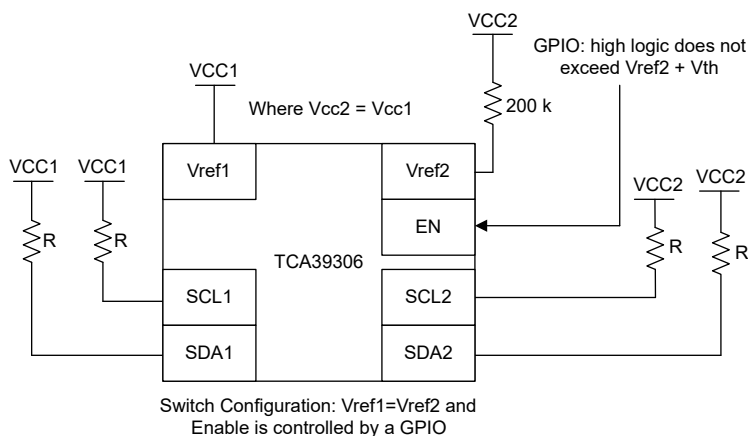 VCC2
GPIO: high logic does not
exceed Vref2 + Vth
VCC1
Where Vcc2 = Vcc1
200 k
VCC1
VCC1
Vref1
Vref2
VCC2
VCC2
EN
R
R
R
R
TCA39306
SCL1
SCL2
SDA1
SDA2
Switch Configuration: Vref1=Vref2 and
Enable is controlled by a GPIO